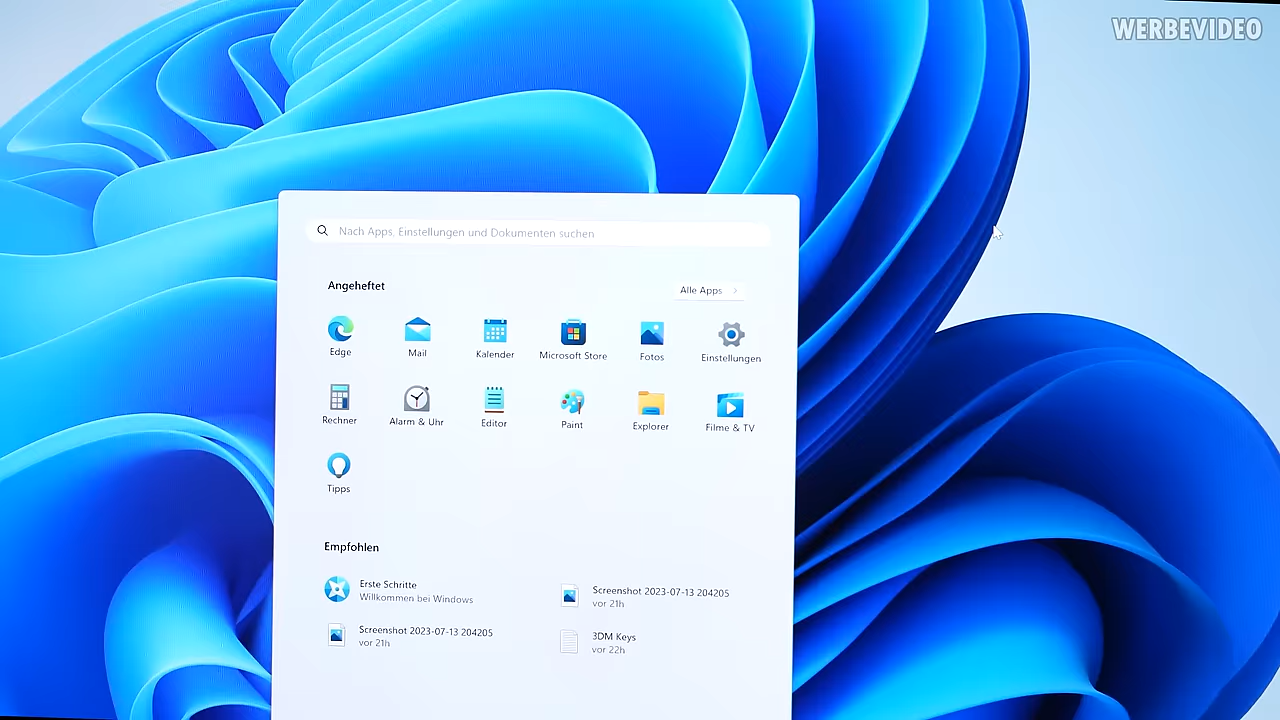 WERBEVIDEO
Nach Apps, Einstellungen und Dokumenten suchen
Angeheftet
Alle Apps
Edge
Mail
Kalender
Microsoft Store
Fotos
Einstellungen
Rechner
Alarm & Uhr
Editor
Paint
Explorer
Filme & TV
Tipps
Empfohlen
Erste Schritte
Willkommen bei Windows
Screenshot 2023-07-13 204205
vor 21h
Screenshot 2023-07-13 204205
vor 21h
3DM Keys
vor 22h